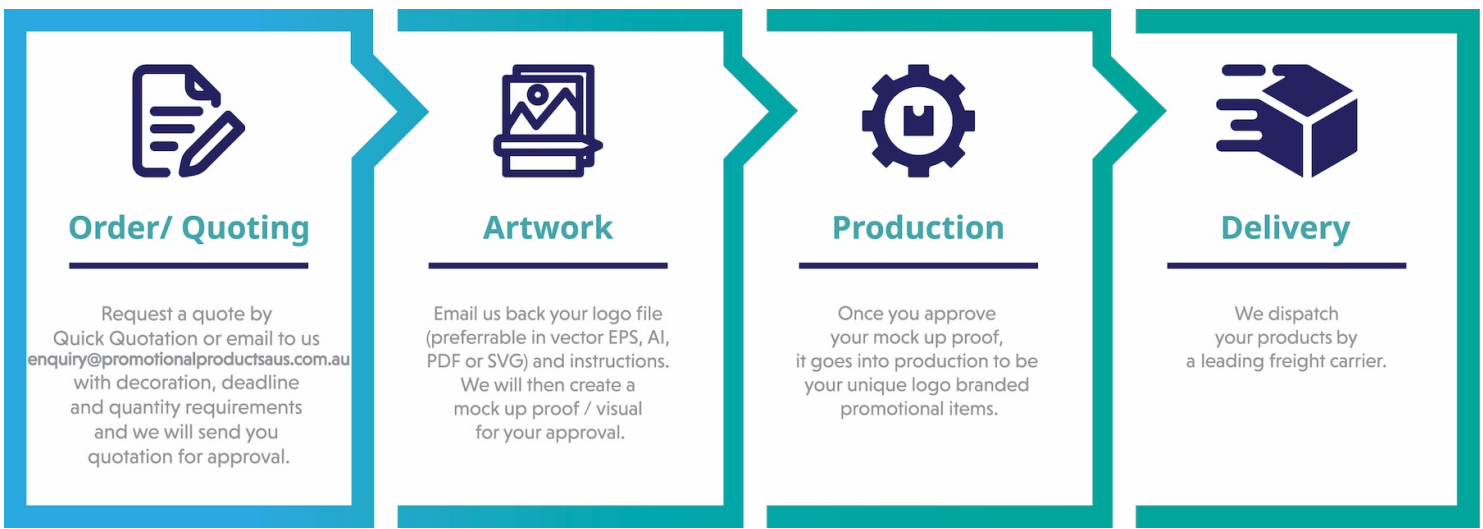 Order/ Quoting
Request a quote by
Quick Quotation or email to us
enquiry@promotionalproductsaus.com.au
with decoration, deadline
and quantity requirements
and we will send you
quotation for approval.
Artwork
Email us back your logo file
(preferrable in vector EPS, AI,
PDF or SVG) and instructions.
We will then create a
mock up proof / visual
for your approval.
Production
Once you approve
your mock up proof,
it goes into production to be
your unique logo branded
promotional items.
Delivery
We dispatch
your products by
a leading freight carrier.